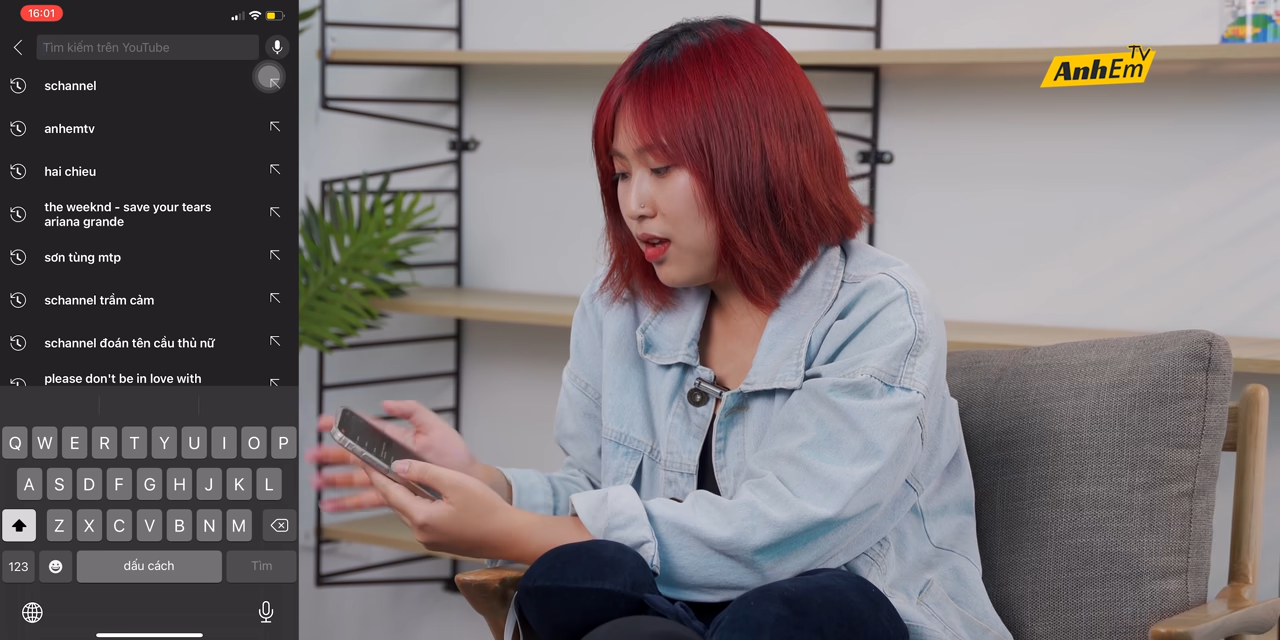 16:01
Tìm kiếm trên YouTube
schannel
anhemtv
hai chieu
the weeknd - save your tears
ariana grande
sơn tùng mtp
schannel trầm cảm
schannel đoán tên cầu thủ nữ
please don't be in love with
Q W E R T Y U I O P
A S D F G H J K L
Z X C V B N M
123
dấu cách
Tìm
AnhEm TV